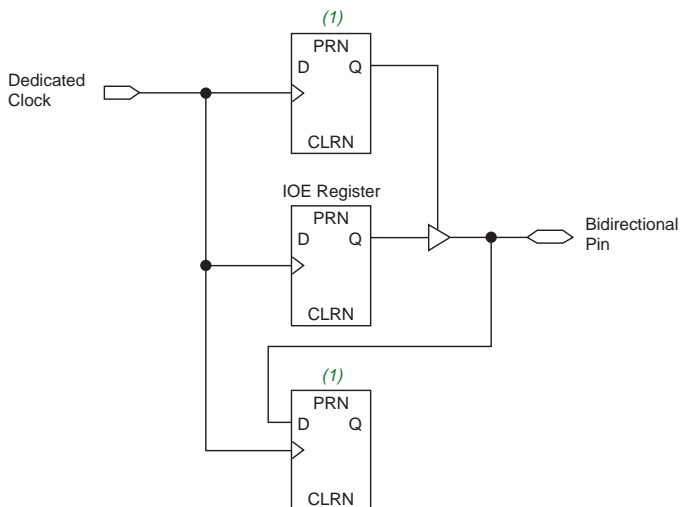 (1)
PRN
D Q
CLRN
Dedicated
Clock
IOE Register
PRN
D Q
CLRN
Bidirectional
Pin
(1)
PRN
D Q
CLRN